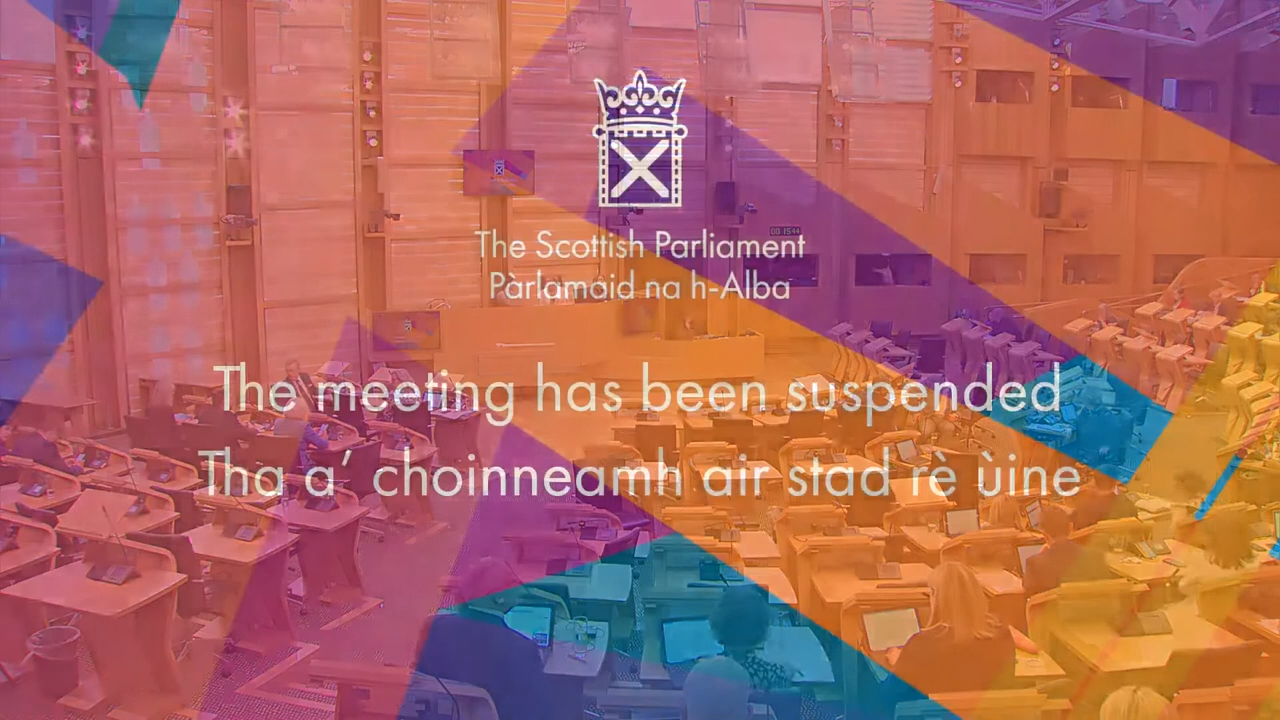 The Scottish Parliament
Pàrlamaid na h-Alba
The meeting has been suspended
Tha a’ choinneamh air stad rè ùine